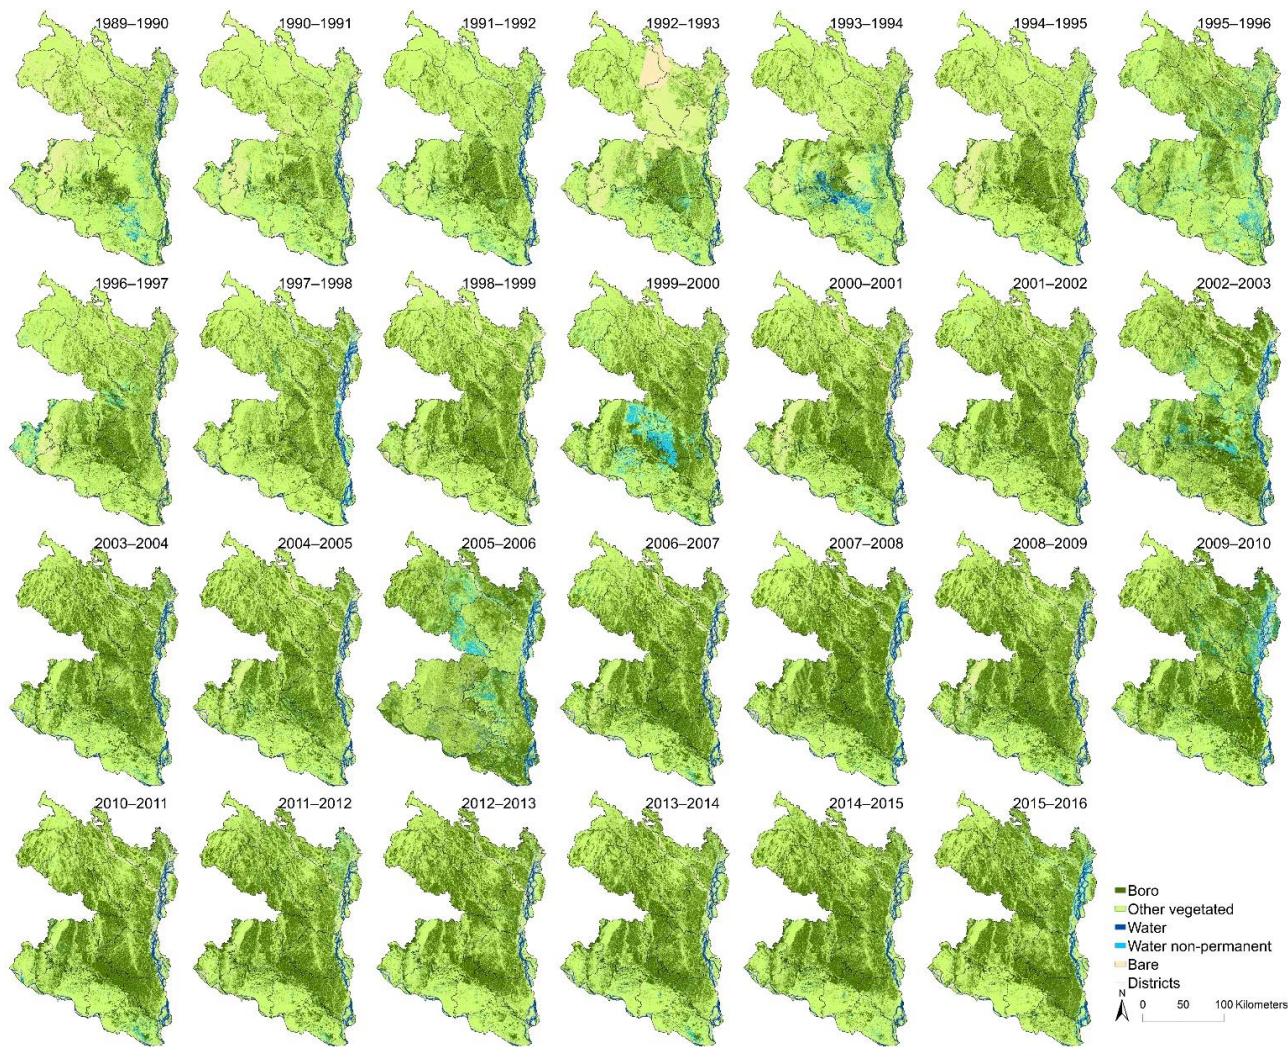 1989–1990 1990–1991 1991–1992 1992–1993 1993–1994 1994–1995 1995–1996
1996–1997 1997–1998 1998–1999 1999–2000 2000–2001 2001–2002 2002–2003
2003–2004 2004–2005 2005–2006 2006–2007 2007–2008 2008–2009 2009–2010
2010–2011 2011–2012 2012–2013 2013–2014 2014–2015 2015–2016
Boro
Other vegetated
Water
Water non-permanent
Bare
Districts
N
0 50 100 Kilometers